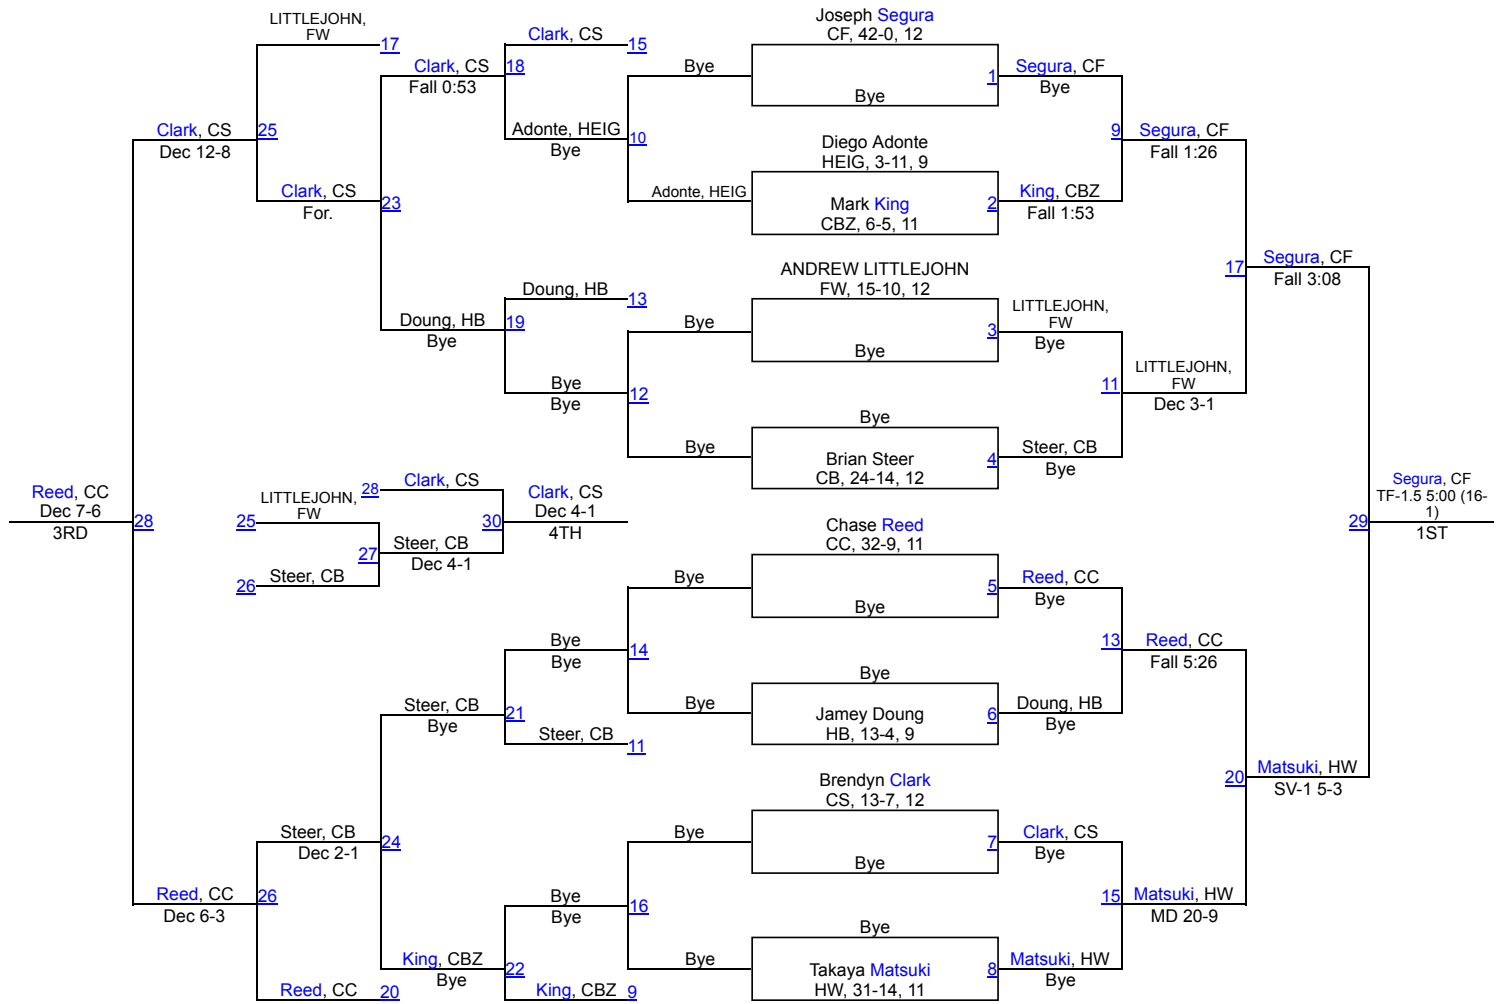 LITTLEJOHN,
FW
17
Clark, CS
Fall 0:53
18
Clark, CS
15
Adonte, HEIG
Bye
10
Clark, CS
Dec 12-8
25
Clark, CS
For.
23
Bye
Adonte, HEIG
Joseph Segura
CF, 42-0, 12
1
Bye
Segura, CF
Bye
Diego Adonte
HEIG, 3-11, 9
Mark King
CBZ, 6-5, 11
2
King, CBZ
Fall 1:53
9
Segura, CF
Fall 1:26
Doung, HB
13
Doung, HB
Bye
19
Bye
Bye
12
Bye
Bye
ANDREW LITTLEJOHN
FW, 15-10, 12
3
Bye
LITTLEJOHN,
FW
Bye
Bye
Brian Steer
CB, 24-14, 12
4
Steer, CB
Bye
11
LITTLEJOHN,
FW
Dec 3-1
17
Segura, CF
Fall 3:08
Reed, CC
Dec 7-6
3RD
28
28
Clark, CS
LITTLEJOHN,
FW
25
27
Steer, CB
Dec 4-1
26
Steer, CB
30
Clark, CS
Dec 4-1
4TH
29
Segura, CF
TF-1.5 5:00 (16-
1)
1ST
Bye
Chase Reed
CC, 32-9, 11
5
Bye
Reed, CC
Bye
Bye
Bye
14
Bye
Bye
Jamey Doung
HB, 13-4, 9
6
Doung, HB
Bye
13
Reed, CC
Fall 5:26
Steer, CB
Bye
21
Steer, CB
11
Steer, CB
Dec 2-1
24
Reed, CC
Dec 6-3
26
Bye
Brendyn Clark
CS, 13-7, 12
7
Bye
Clark, CS
Bye
Bye
Bye
16
Bye
Bye
Takaya Matsuki
HW, 31-14, 11
8
Matsuki, HW
Bye
15
Matsuki, HW
MD 20-9
20
Matsuki, HW
SV-1 5-3
King, CBZ
Bye
22
King, CBZ
9
Reed, CC
20